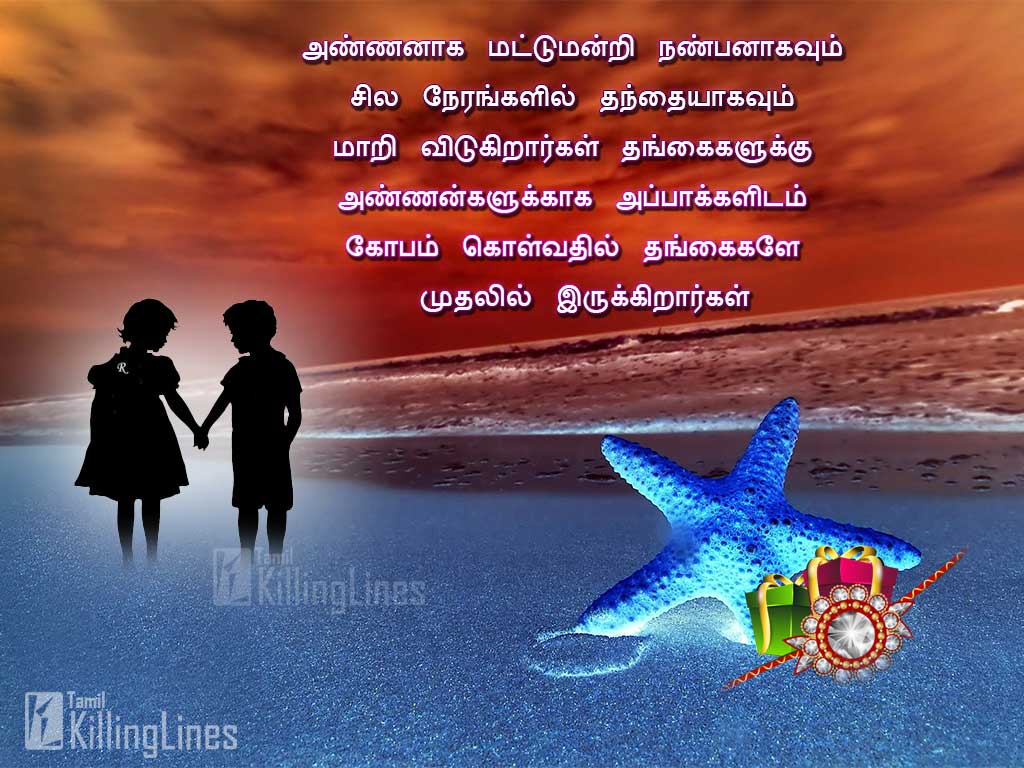 அண்ணனாக மட்டுமன்றி நண்பனாகவும்
சில நேரங்களில் தந்தையாகவும்
மாறி விடுகிறார்கள் தங்கைகளுக்கு
அண்ணன்களுக்காக அப்பாக்களிடம்
கோபம் கொள்வதில் தங்கைகளே
முதலில் இருக்கிறார்கள்
R
Tamil
KillingLines
Tamil
KillingLines